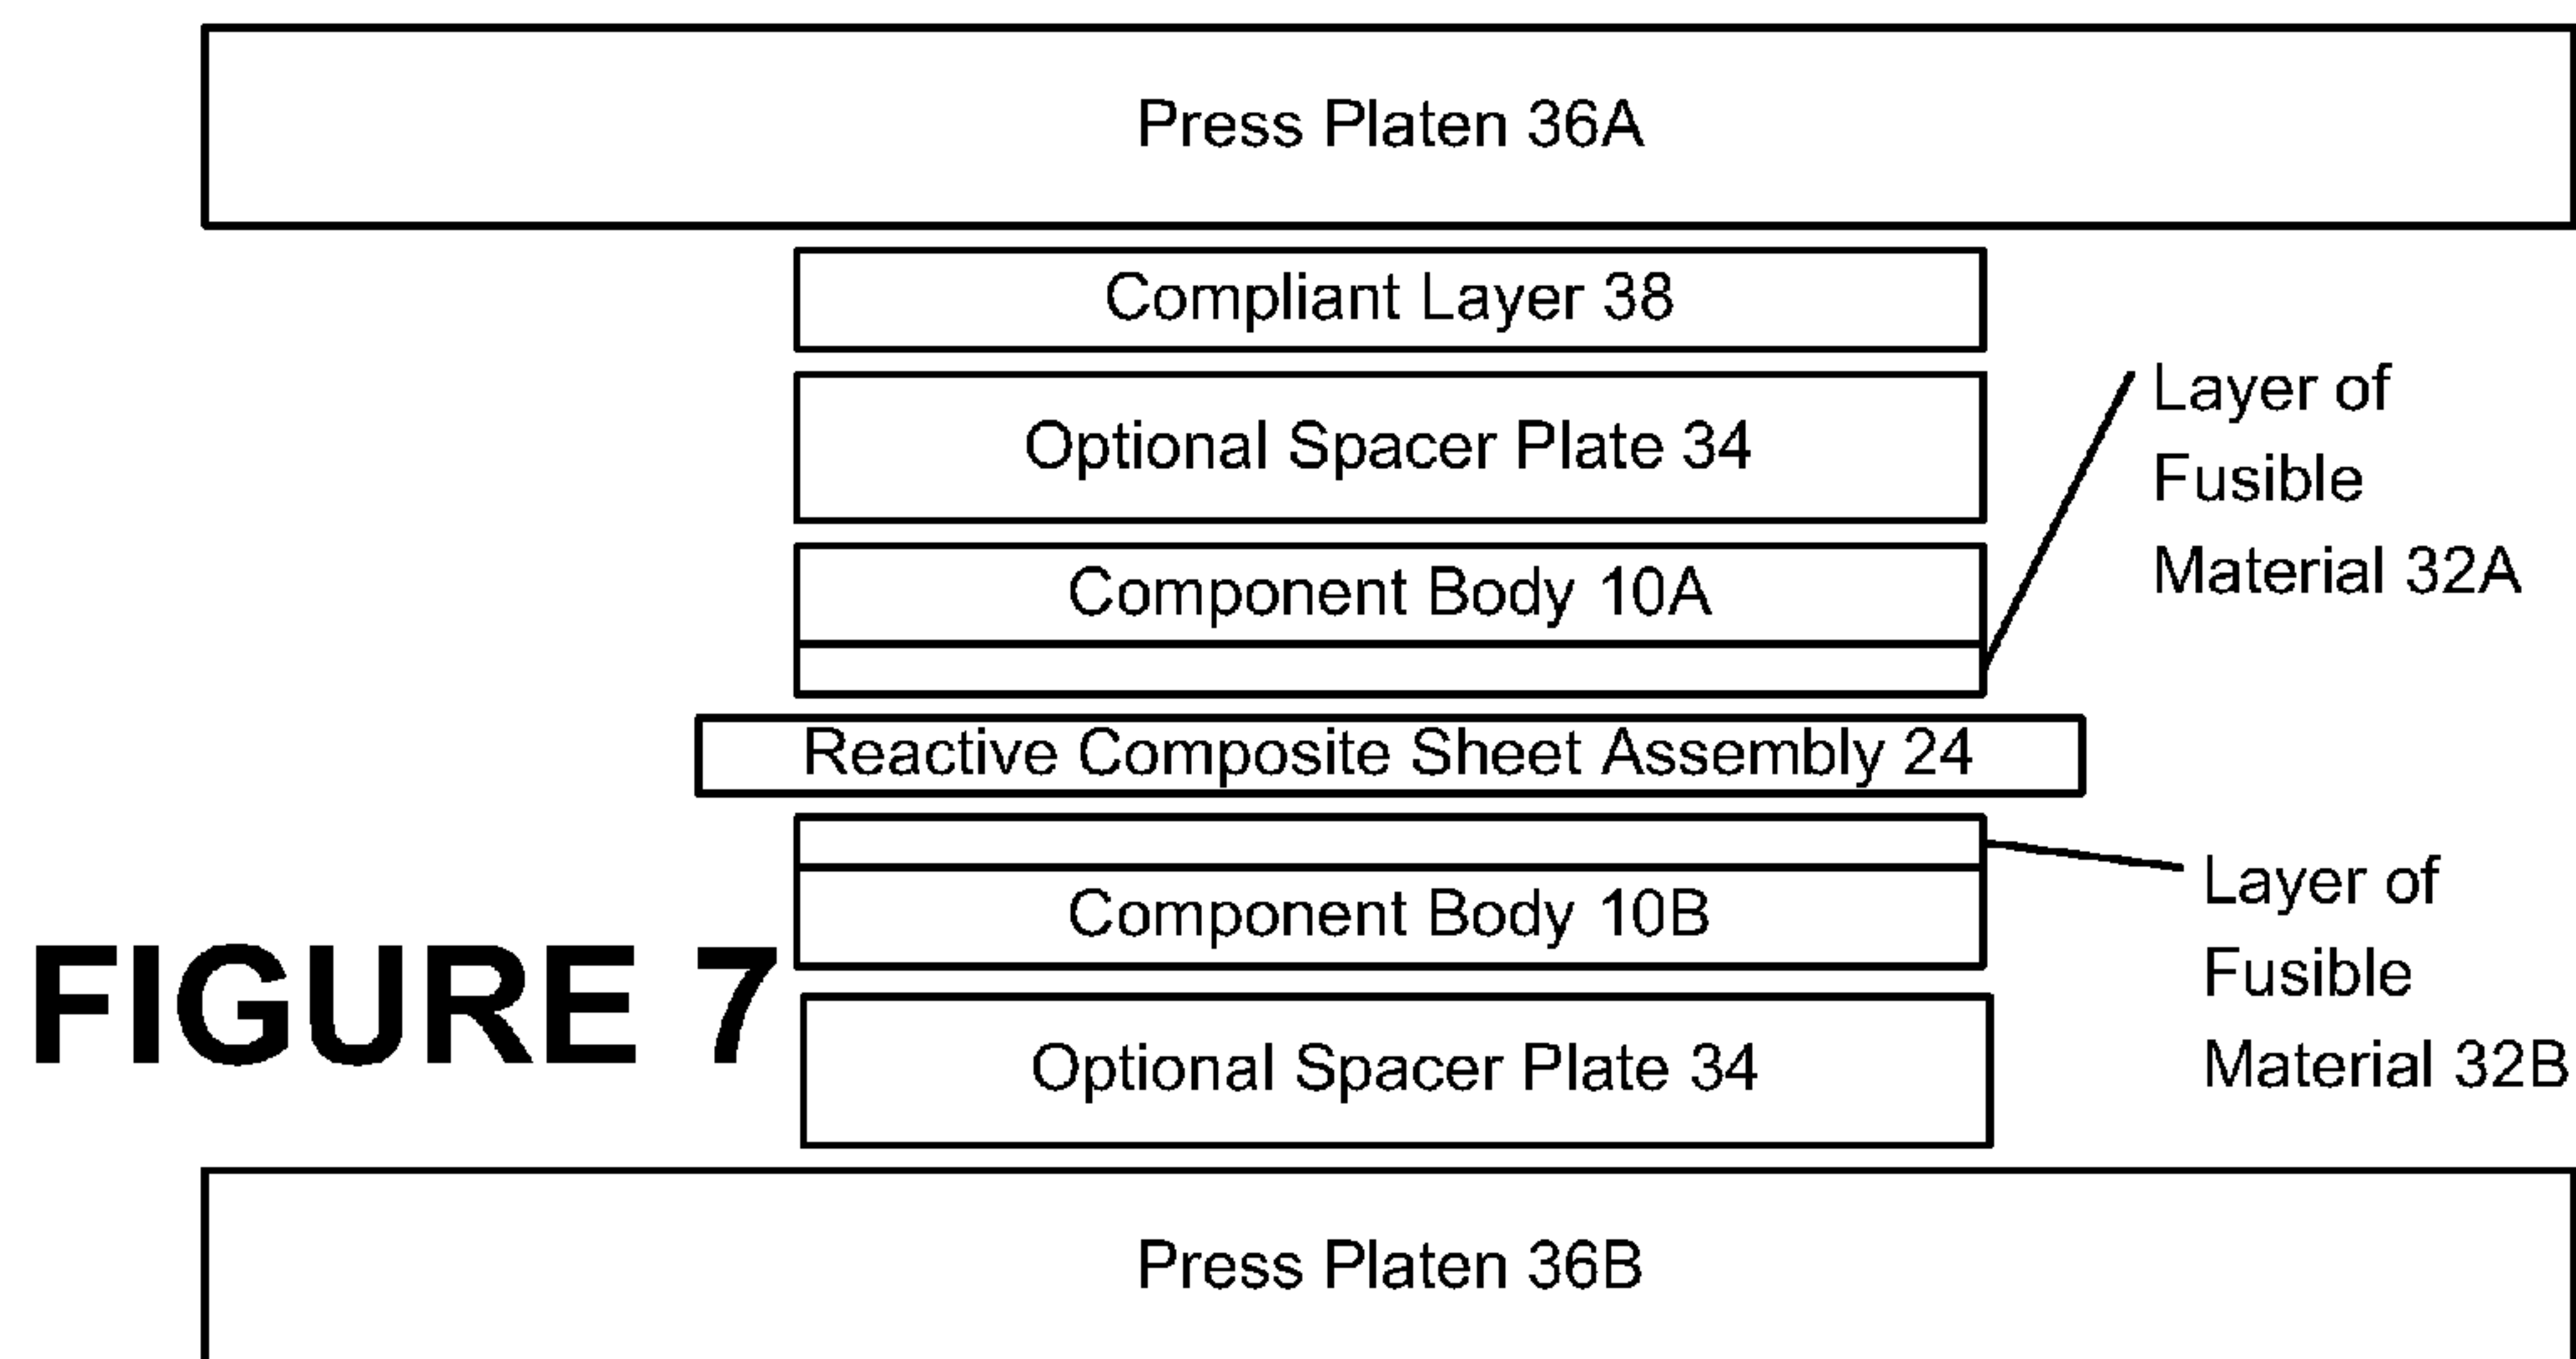 Press Platen 36A
Compliant Layer 38
Optional Spacer Plate 34
Layer of
Fusible
Material 32A
Component Body 10A
Reactive Composite Sheet Assembly 24
Component Body 10B
Layer of
Fusible
Material 32B
FIGURE 7
Optional Spacer Plate 34
Press Platen 36B